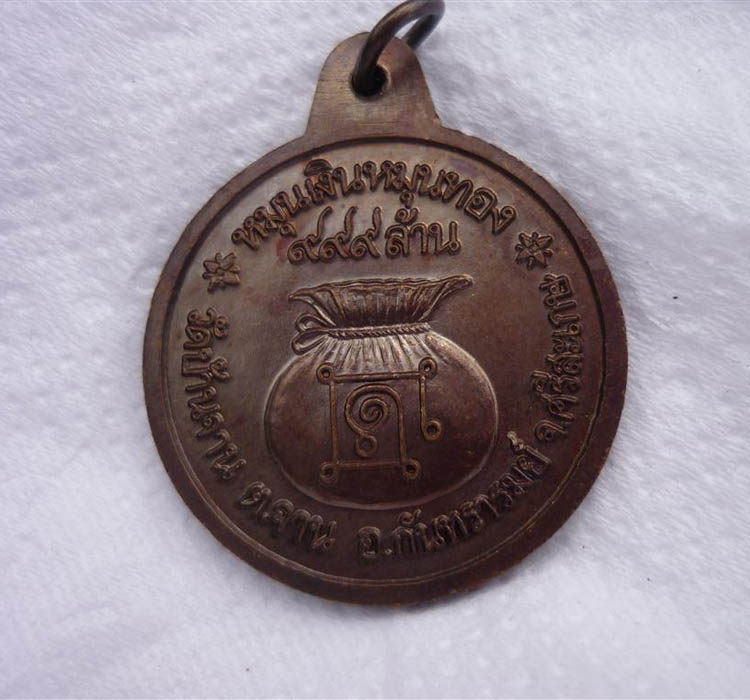 หมุนเงินหมุนทอง
๙๙๙ ล้าน
วัดบ้านจาน ต.จาน อ.กันทรารมย์ จ.ศรีสะเกษ